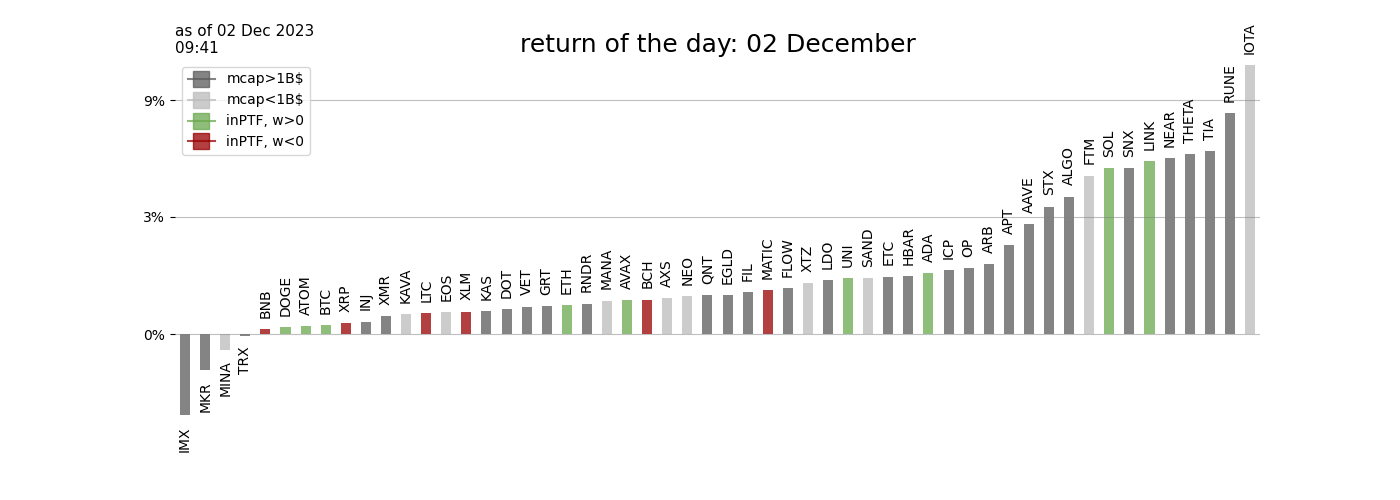 as of 02 Dec 2023
09:41
return of the day: 02 December
mcap>1B$
mcap<1B$
inPTF, w>0
inPTF, w<0
9%
3%
0%
IMX
MKR
MINA
TRX
BNB
DOGE
ATOM
BTC
XRP
INJ
XMR
KAVA
LTC
EOS
XLM
KAS
DOT
VET
GRT
ETH
RNDR
MANA
AVAX
BCH
AXS
NEO
QNT
EGLD
FIL
MATIC
FLOW
XTZ
LDO
UNI
SAND
ETC
HBAR
ADA
ICP
OP
ARB
APT
AAVE
STX
ALGO
FTM
SOL
SNX
LINK
NEAR
THETA
TIA
RUNE
IOTA